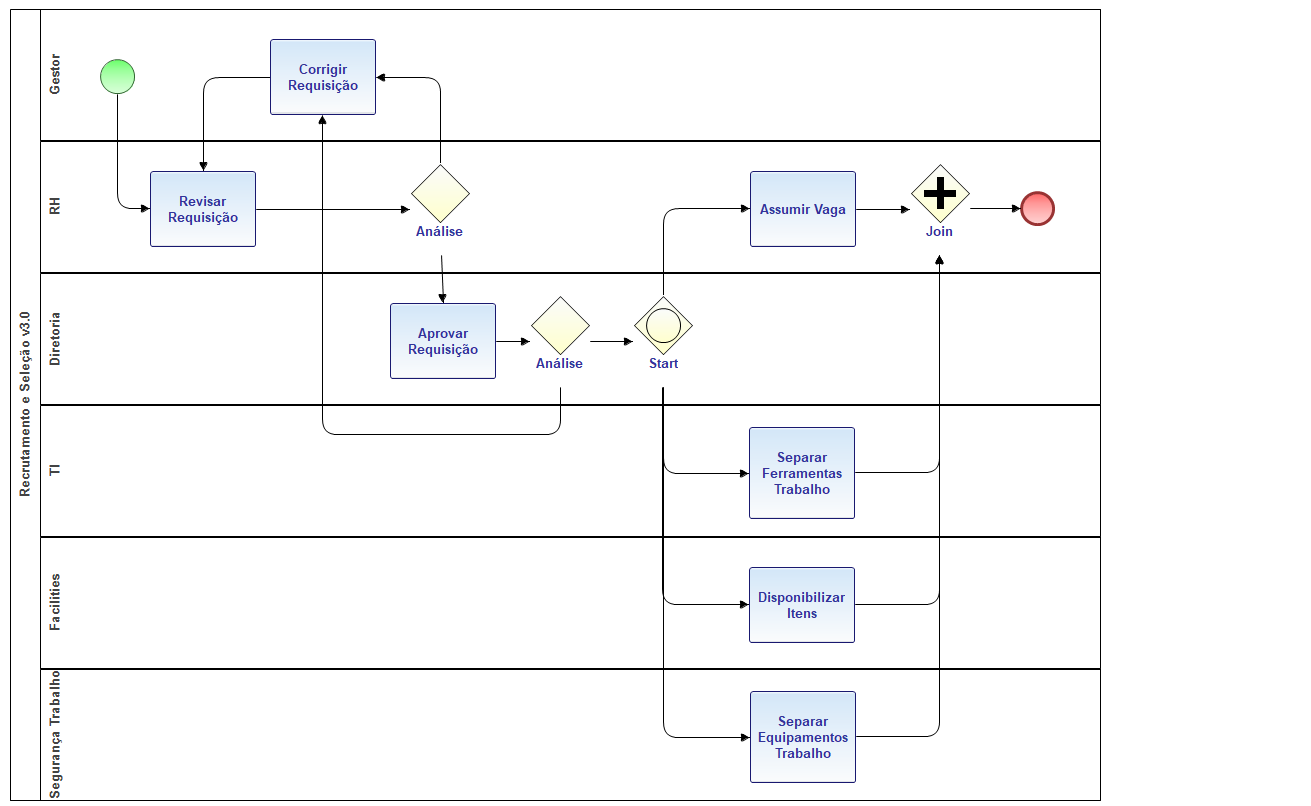 Recrutamento e Seleção v3.0
Gestor
Corrigir
Requisição
RH
Revisar
Requisição
Análise
Assumir Vaga
Join
Diretoria
Aprovar
Requisição
Análise
Start
TI
Separar
Ferramentas
Trabalho
Facilities
Disponibilizar
Itens
Segurança Trabalho
Separar
Equipamentos
Trabalho